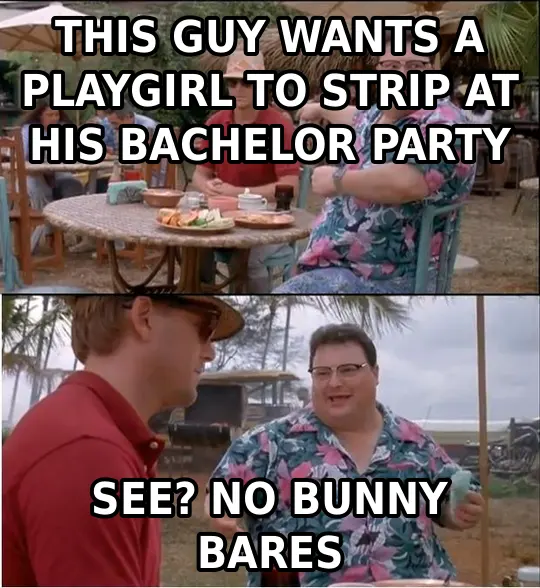 THIS GUY WANTS A
PLAYGIRL TO STRIP AT
HIS BACHELOR PARTY
SEE? NO BUNNY
BARES